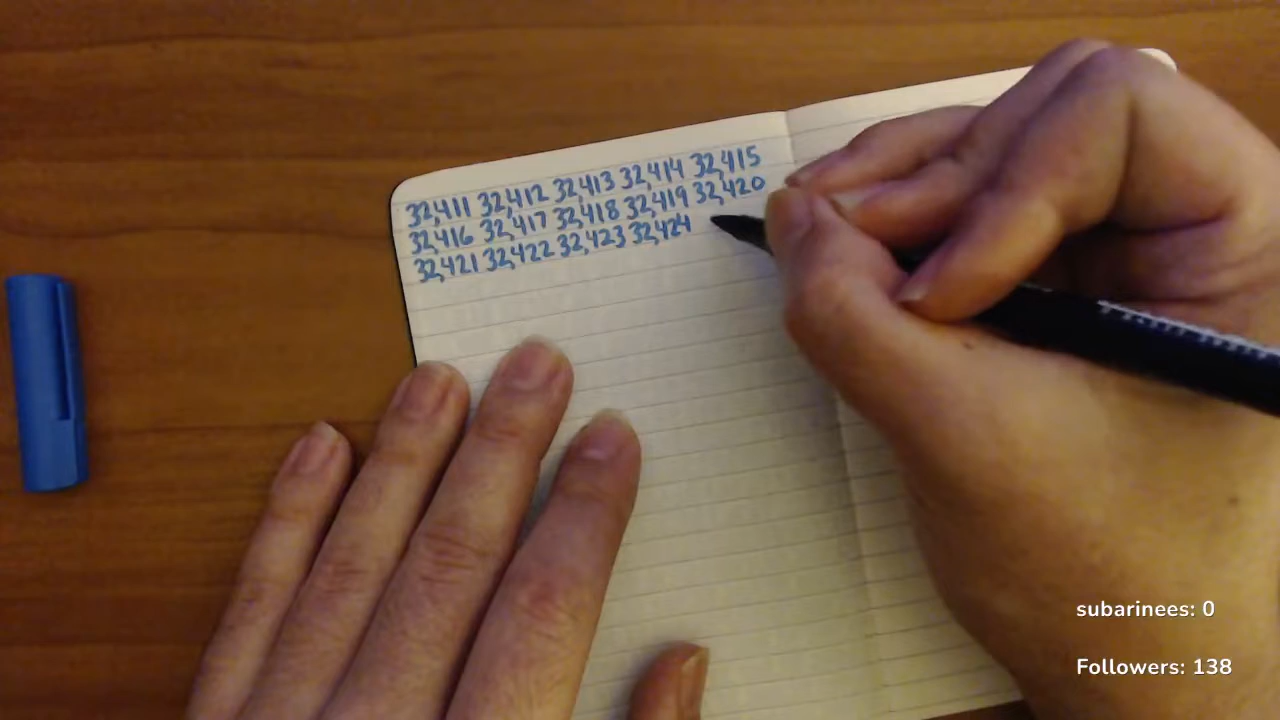 32,411 32,412 32,413 32,414 32,415
32,416 32,417 32,418 32,419 32,420
32,421 32,422 32,423 32,424
subarinees: 0
Followers: 138